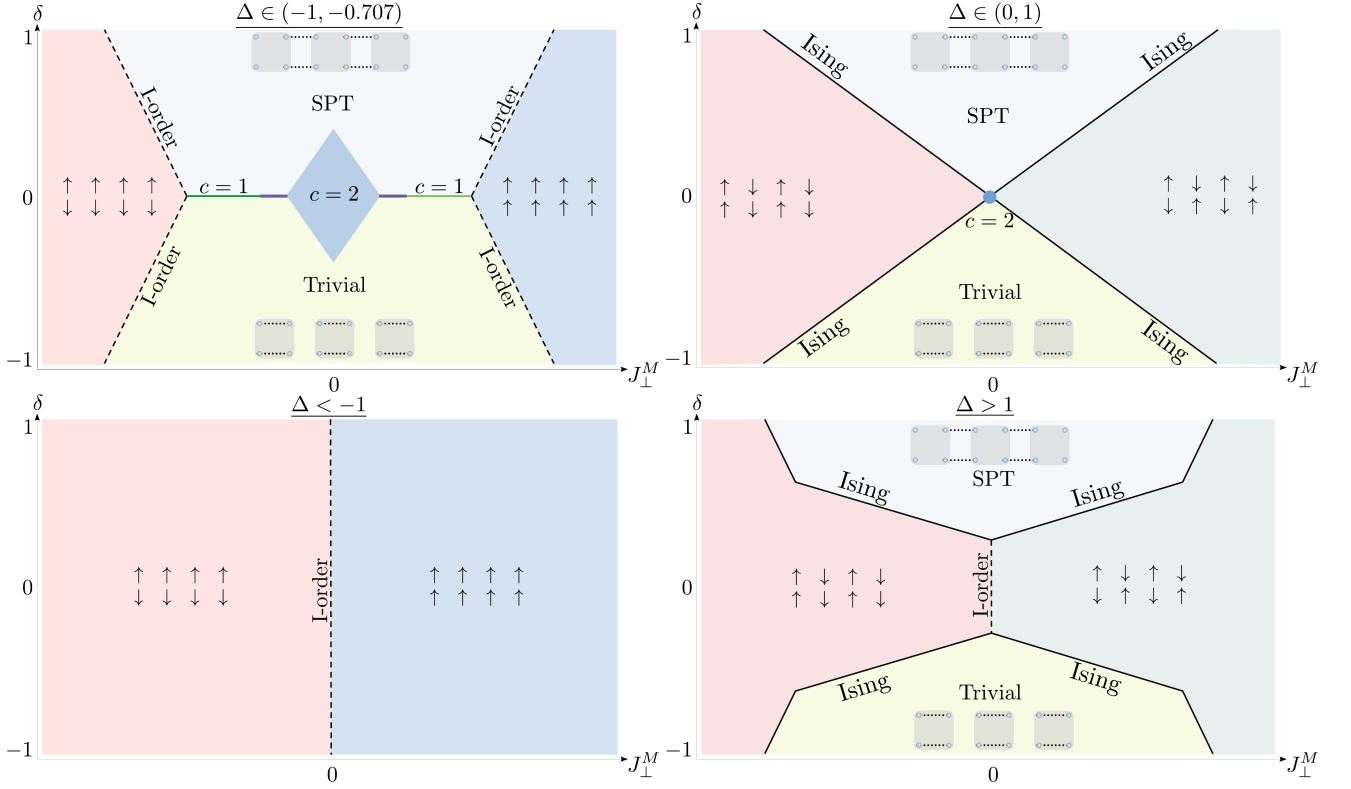 Δ ∈ (−1, −0.707)
δ
1
0
−1
I-order
I-order
SPT
↑ ↑ ↑ ↑
↓ ↓ ↓ ↓
c = 1
c = 2
c = 1
↑ ↑ ↑ ↑
↑ ↑ ↑ ↑
I-order
I-order
Trivial
0
J⊥^M
Δ ∈ (0, 1)
δ
1
0
−1
Ising
Ising
SPT
↑ ↓ ↑ ↓
↑ ↓ ↑ ↓
↑ ↓ ↑ ↓
↓ ↑ ↓ ↑
c = 2
Trivial
Ising
Ising
0
J⊥^M
Δ < −1
δ
1
0
−1
↑ ↑ ↑ ↑
↓ ↓ ↓ ↓
I-order
↑ ↑ ↑ ↑
↑ ↑ ↑ ↑
0
J⊥^M
Δ > 1
δ
1
0
−1
SPT
Ising
Ising
↑ ↓ ↑ ↓
↑ ↓ ↑ ↓
I-order
↑ ↓ ↑ ↓
↓ ↑ ↓ ↑
Ising
Ising
Trivial
0
J⊥^M